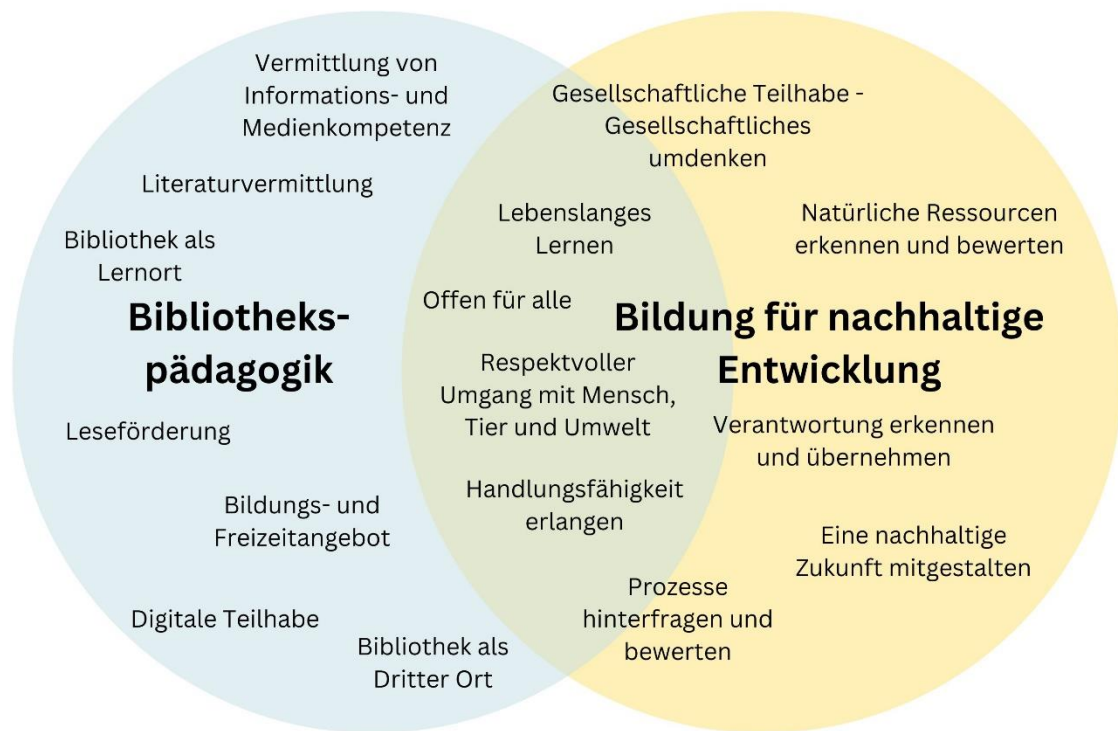 Vermittlung von
Informations- und
Medienkompetenz
Literaturvermittlung
Bibliothek als
Lernort
Bibliotheks-
pädagogik
Leseförderung
Bildungs- und
Freizeitangebot
Digitale Teilhabe
Bibliothek als
Dritter Ort
Gesellschaftliche Teilhabe -
Gesellschaftliches
umdenken
Lebenslanges
Lernen
Offen für alle
Respektvoller
Umgang mit Mensch,
Tier und Umwelt
Handlungsfähigkeit
erlangen
Prozesse
hinterfragen und
bewerten
Natürliche Ressourcen
erkennen und bewerten
Bildung für nachhaltige
Entwicklung
Verantwortung erkennen
und übernehmen
Eine nachhaltige
Zukunft mitgestalten